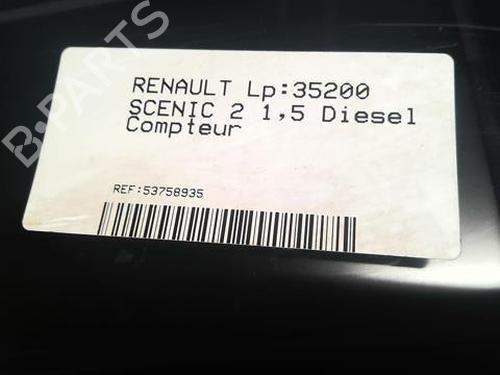 RENAULT Lp:35200
SCENIC 2 1,5 Diesel
Compteur
REF:53758935
B-PARTS